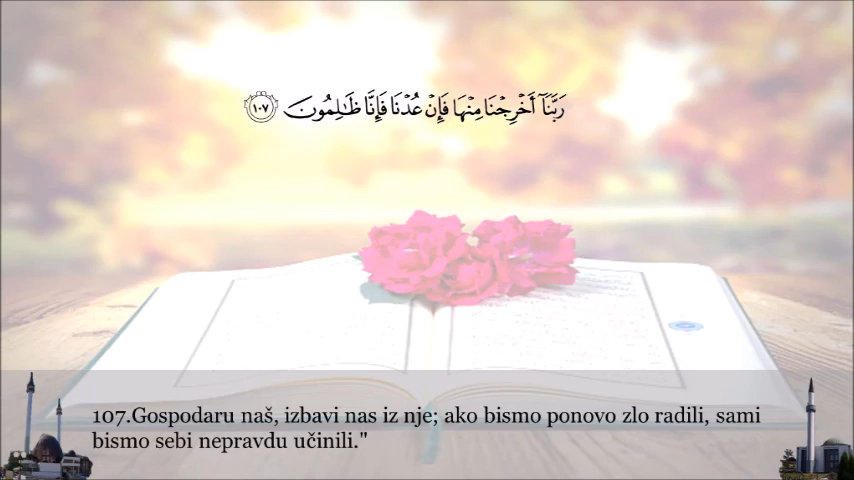 رَبَّنَآ أَخْرِجْنَا مِنْهَا فَإِنْ عُدْنَا فَإِنَّا ظَٰلِمُونَ ١٠٧
107.Gospodaru naš, izbavi nas iz nje; ako bismo ponovo zlo radili, sami
bismo sebi nepravdu učinili."